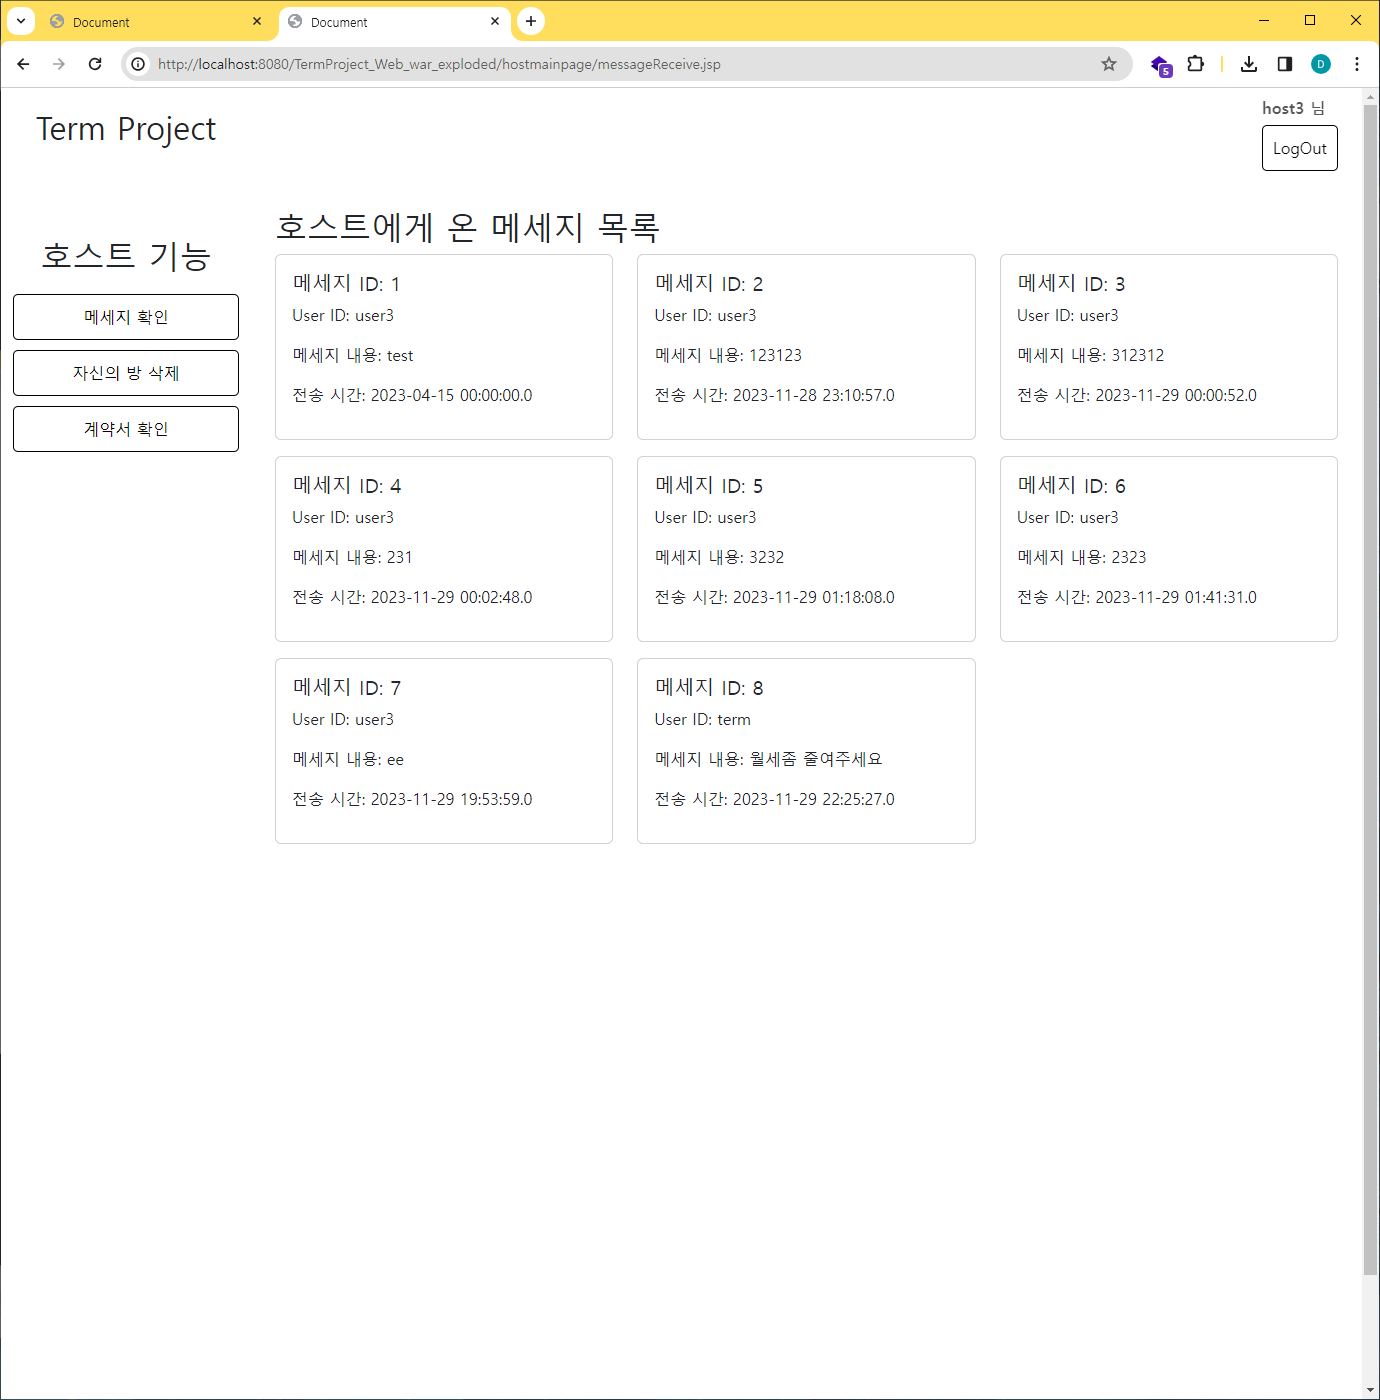 Document
Document
http://localhost:8080/TermProject_Web_war_exploded/hostmainpage/messageReceive.jsp
5
D
Term Project
host3 님
LogOut
호스트 기능
메세지 확인
자신의 방 삭제
계약서 확인
호스트에게 온 메세지 목록
메세지 ID: 1
User ID: user3
메세지 내용: test
전송 시간: 2023-04-15 00:00:00.0
메세지 ID: 2
User ID: user3
메세지 내용: 123123
전송 시간: 2023-11-28 23:10:57.0
메세지 ID: 3
User ID: user3
메세지 내용: 312312
전송 시간: 2023-11-29 00:00:52.0
메세지 ID: 4
User ID: user3
메세지 내용: 231
전송 시간: 2023-11-29 00:02:48.0
메세지 ID: 5
User ID: user3
메세지 내용: 3232
전송 시간: 2023-11-29 01:18:08.0
메세지 ID: 6
User ID: user3
메세지 내용: 2323
전송 시간: 2023-11-29 01:41:31.0
메세지 ID: 7
User ID: user3
메세지 내용: ee
전송 시간: 2023-11-29 19:53:59.0
메세지 ID: 8
User ID: term
메세지 내용: 월세좀 줄여주세요
전송 시간: 2023-11-29 22:25:27.0